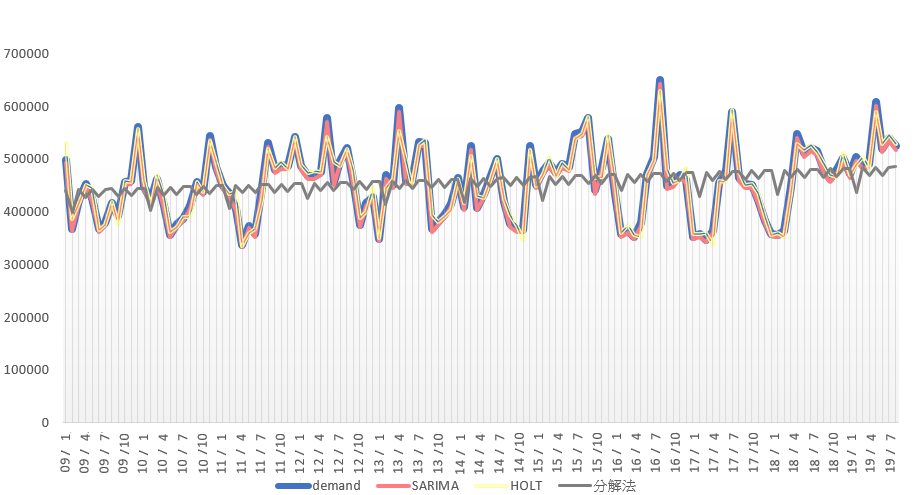 700000
600000
500000
400000
300000
200000
100000
0
09 / 1
09 / 4
09 / 7
09 /10
10 / 1
10 / 4
10 / 7
10 /10
11 / 1
11 / 4
11 / 7
11 /10
12 / 1
12 / 4
12 / 7
12 /10
13 / 1
13 / 4
13 / 7
13 /10
14 / 1
14 / 4
14 / 7
14 /10
15 / 1
15 / 4
15 / 7
15 /10
16 / 1
16 / 4
16 / 7
16 /10
17 / 1
17 / 4
17 / 7
17 /10
18 / 1
18 / 4
18 / 7
18 /10
19 / 1
19 / 4
19 / 7
demand SARIMA HOLT 分解法